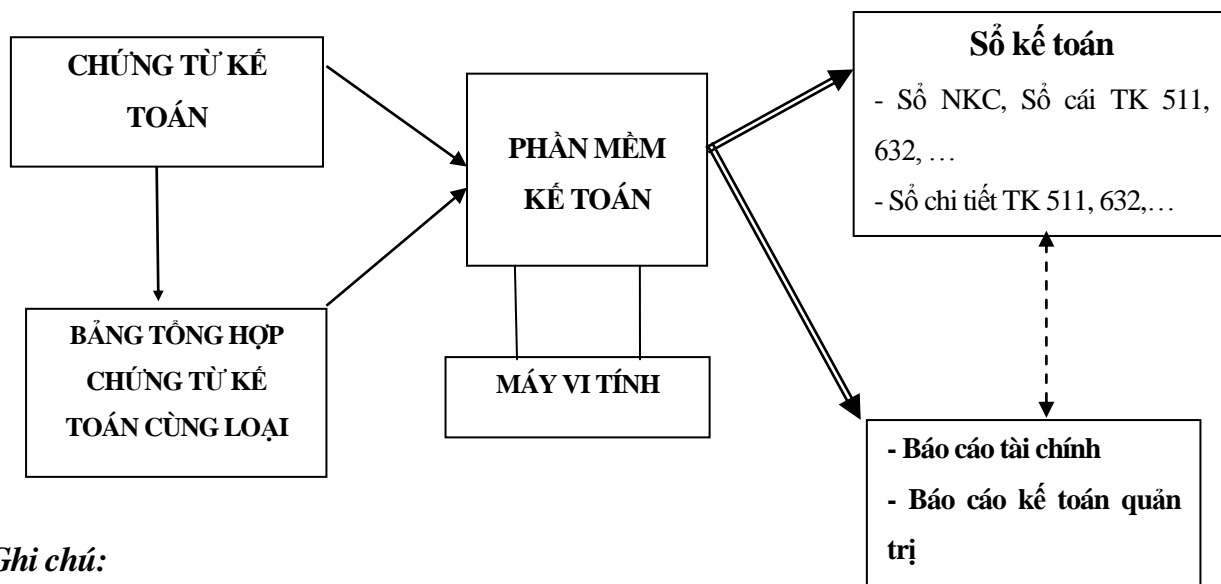 CHỨNG TỪ KẾ
TOÁN
BẢNG TỔNG HỢP
CHỨNG TỪ KẾ
TOÁN CÙNG LOẠI
PHẦN MỀM
KẾ TOÁN
MÁY VI TÍNH
Sổ kế toán
- Sổ NKC, Sổ cái TK 511,
632, …
- Sổ chi tiết TK 511, 632,…
- Báo cáo tài chính
- Báo cáo kế toán quản
trị
Ghi chú: